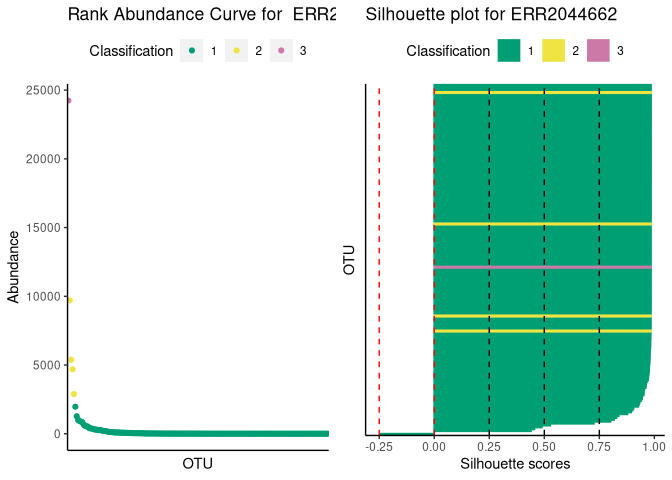 Rank Abundance Curve for ERR2
Classification 1 2 3
25000
20000
15000
10000
5000
0
Abundance
OTU
Silhouette plot for ERR2044662
Classification 1 2 3
OTU
-0.25 0.00 0.25 0.50 0.75 1.00
Silhouette scores